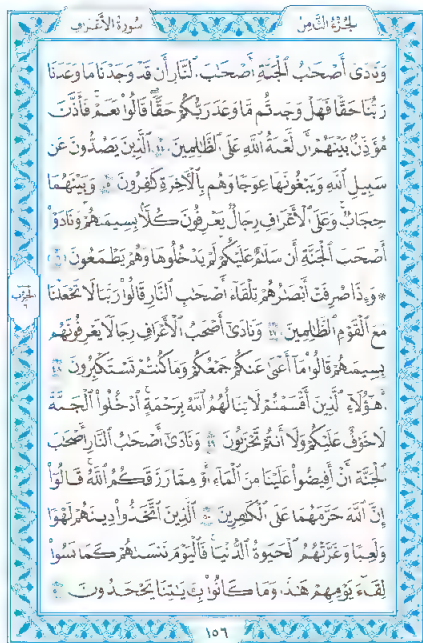 الجزء الثامن
سورة الأعراف
وَنَادَىٰ أَصْحَٰبُ ٱلْجَنَّةِ أَصْحَٰبَ ٱلنَّارِ أَن قَدْ وَجَدْنَا مَا وَعَدَنَا
رَبُّنَا حَقًّا فَهَلْ وَجَدتُّم مَّا وَعَدَ رَبُّكُمْ حَقًّا ۖ قَالُوا۟ نَعَمْ ۚ فَأَذَّنَ
مُؤَذِّنٌۢ بَيْنَهُمْ أَن لَّعْنَةُ ٱللَّهِ عَلَى ٱلظَّٰلِمِينَ ٤٤ ٱلَّذِينَ يَصُدُّونَ عَن
سَبِيلِ ٱللَّهِ وَيَبْغُونَهَا عِوَجًا وَهُم بِٱلْءَاخِرَةِ كَٰفِرُونَ ٤٥ وَبَيْنَهُمَا
حِجَابٌ ۚ وَعَلَى ٱلْأَعْرَافِ رِجَالٌ يَعْرِفُونَ كُلًّۢا بِسِيمَىٰهُمْ ۚ وَنَادَوْا۟
أَصْحَٰبَ ٱلْجَنَّةِ أَن سَلَٰمٌ عَلَيْكُمْ ۚ لَمْ يَدْخُلُوهَا وَهُمْ يَطْمَعُونَ ٤٦
۞ وَإِذَا صُرِفَتْ أَبْصَٰرُهُمْ تِلْقَآءَ أَصْحَٰبِ ٱلنَّارِ قَالُوا۟ رَبَّنَا لَا تَجْعَلْنَا
مَعَ ٱلْقَوْمِ ٱلظَّٰلِمِينَ ٤٧ وَنَادَىٰٓ أَصْحَٰبُ ٱلْأَعْرَافِ رِجَالًا يَعْرِفُونَهُم
بِسِيمَىٰهُمْ قَالُوا۟ مَآ أَغْنَىٰ عَنكُمْ جَمْعُكُمْ وَمَا كُنتُمْ تَسْتَكْبِرُونَ ٤٨
أَهَٰٓؤُلَآءِ ٱلَّذِينَ أَقْسَمْتُمْ لَا يَنَالُهُمُ ٱللَّهُ بِرَحْمَةٍ ۚ ٱدْخُلُوا۟ ٱلْجَنَّةَ
لَا خَوْفٌ عَلَيْكُمْ وَلَآ أَنتُمْ تَحْزَنُونَ ٤٩ وَنَادَىٰٓ أَصْحَٰبُ ٱلنَّارِ أَصْحَٰبَ
ٱلْجَنَّةِ أَنْ أَفِيضُوا۟ عَلَيْنَا مِنَ ٱلْمَآءِ أَوْ مِمَّا رَزَقَكُمُ ٱللَّهُ ۚ قَالُوٓا۟
إِنَّ ٱللَّهَ حَرَّمَهُمَا عَلَى ٱلْكَٰفِرِينَ ٥٠ ٱلَّذِينَ ٱتَّخَذُوا۟ دِينَهُمْ لَهْوًا
وَلَعِبًا وَغَرَّتْهُمُ ٱلْحَيَوٰةُ ٱلدُّنْيَا ۚ فَٱلْيَوْمَ نَنسَىٰهُمْ كَمَا نَسُوا۟
لِقَآءَ يَوْمِهِمْ هَٰذَا وَمَا كَانُوا۟ بِـَٔايَٰتِنَا يَجْحَدُونَ ٥١
١٥٦